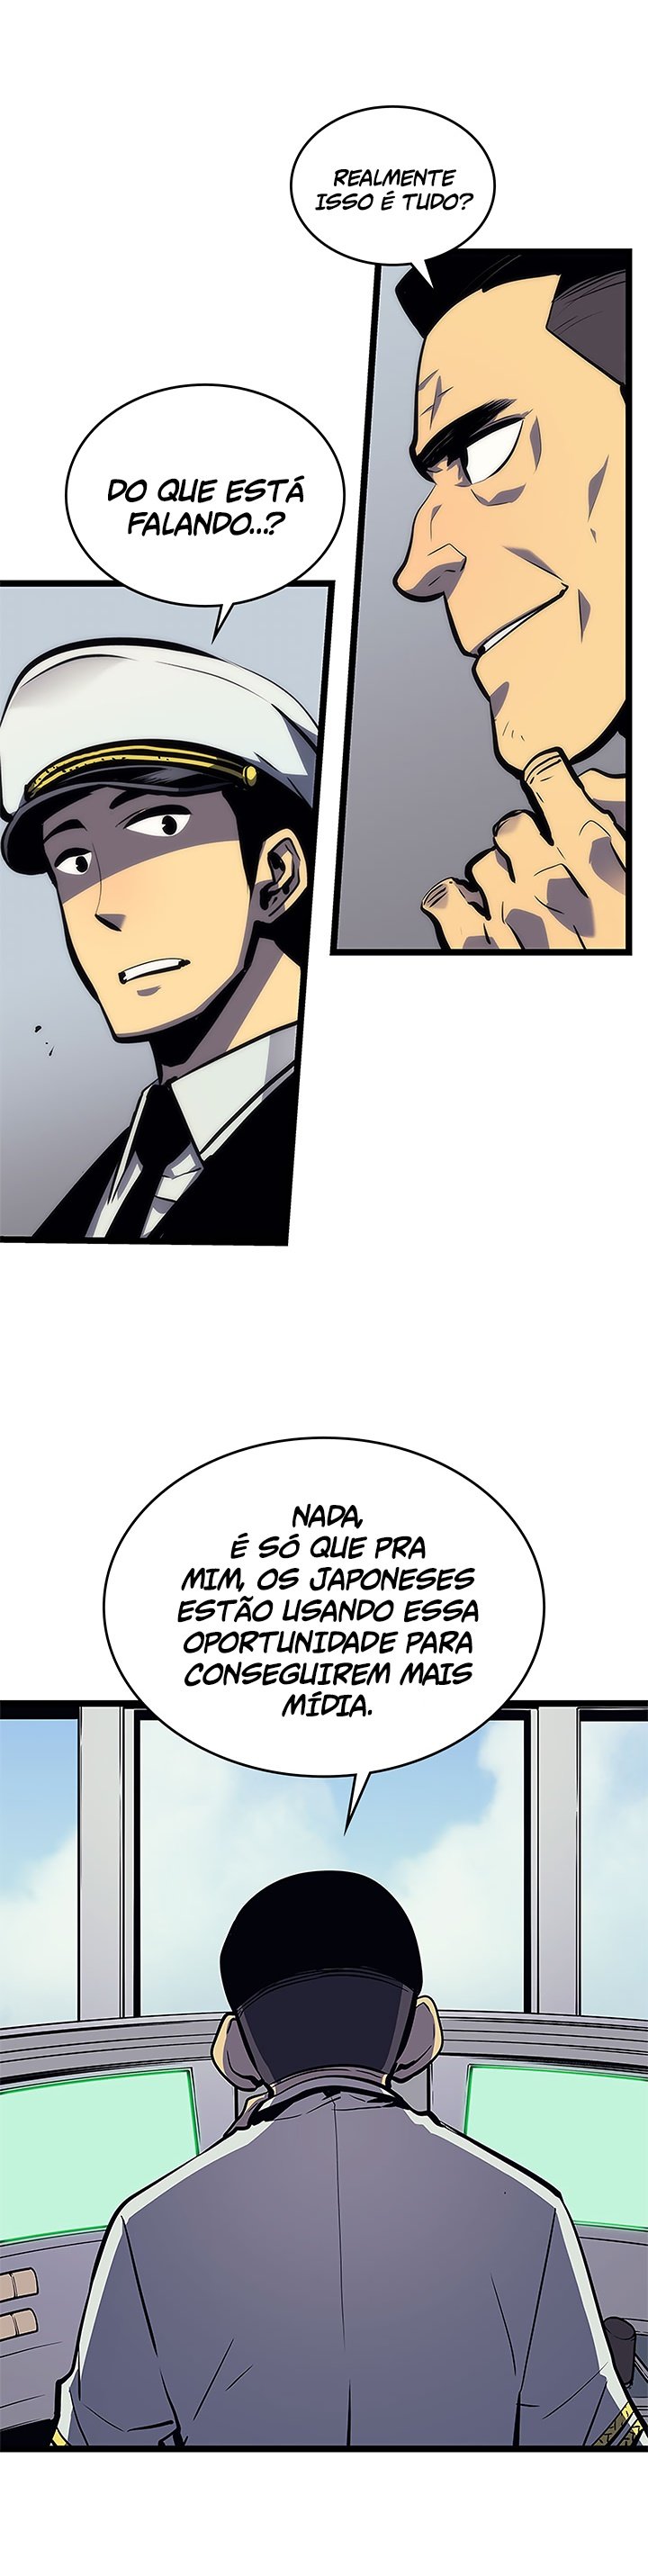 REALMENTE
ISSO É TUDO?
DO QUE ESTÁ
FALANDO...?
NADA,
É SÓ QUE PRA
MIM, OS JAPONESES
ESTÃO USANDO ESSA
OPORTUNIDADE PARA
CONSEGUIREM MAIS
MÍDIA.